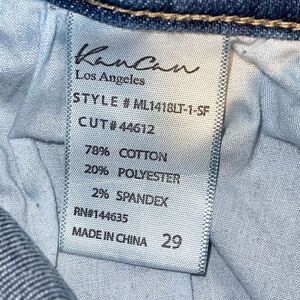 KanCan
Los Angeles
STYLE # ML1418LT-1-SF
CUT# 44612
78% COTTON
20% POLYESTER
2% SPANDEX
RN#144635
MADE IN CHINA 29